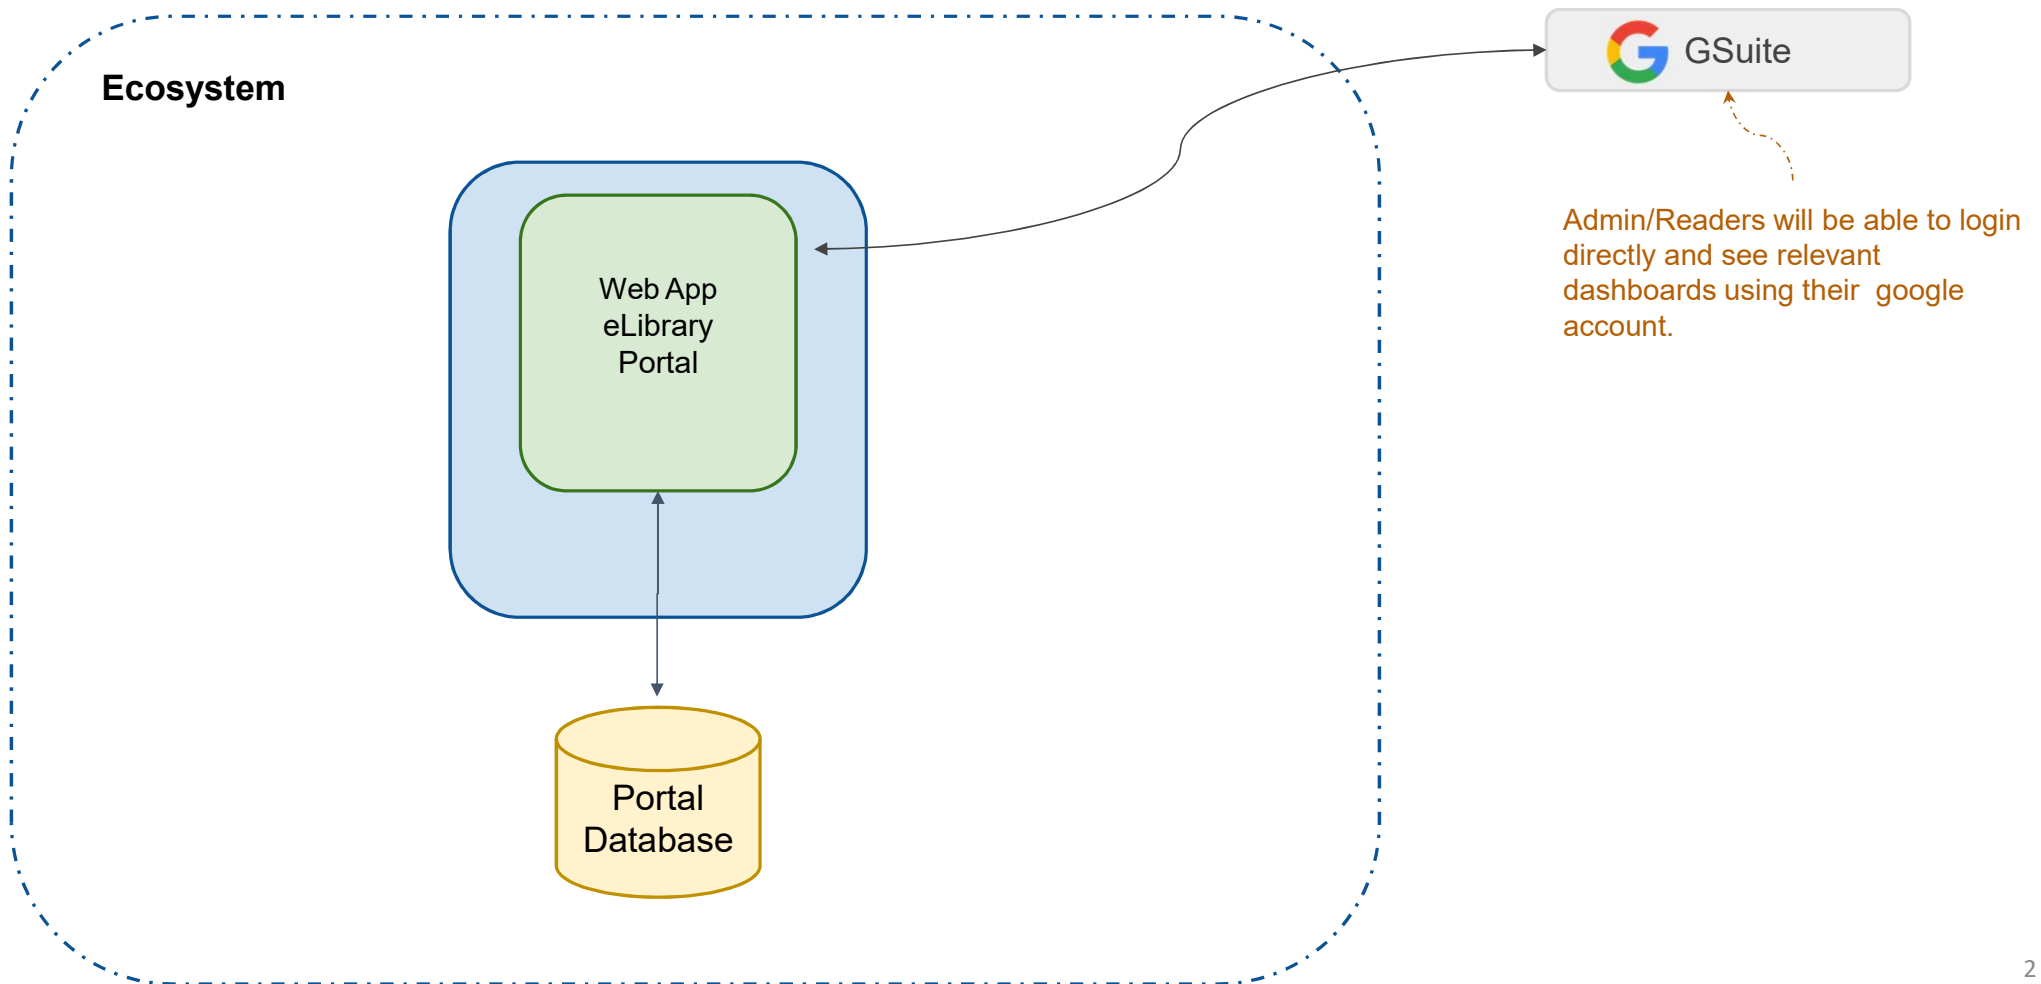 Ecosystem
GSuite
Web App
eLibrary
Portal
Admin/Readers will be able to login
directly and see relevant
dashboards using their  google
account.
Portal
Database
2